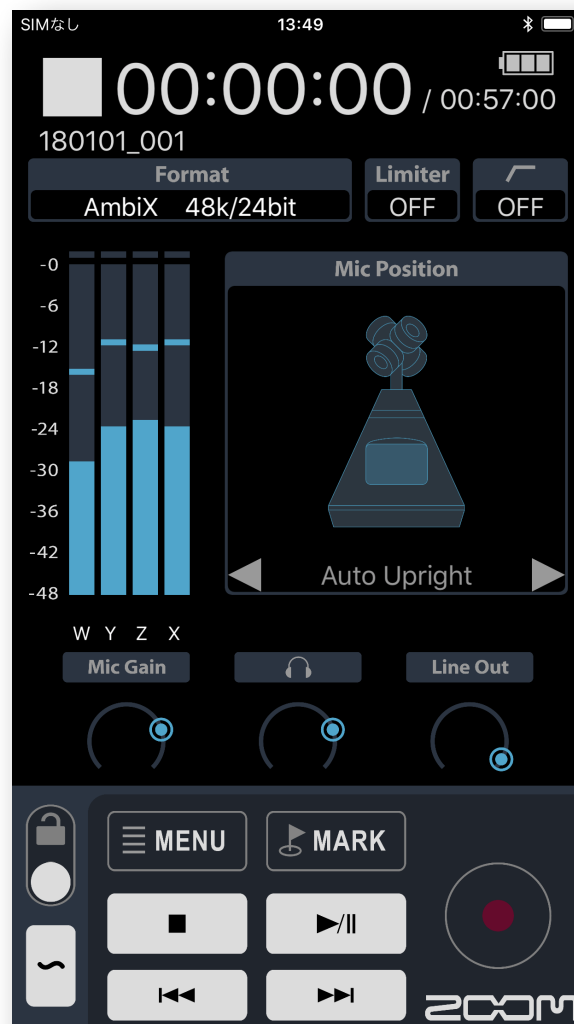 SIMなし 13:49
00:00:00 / 00:57:00
180101_001
Format Limiter
AmbiX 48k/24bit OFF OFF
Mic Position
-0
-6
-12
-18
-24
-30
-36
-42
-48
Auto Upright
W Y Z X
Mic Gain Line Out
MENU MARK
ZOOM